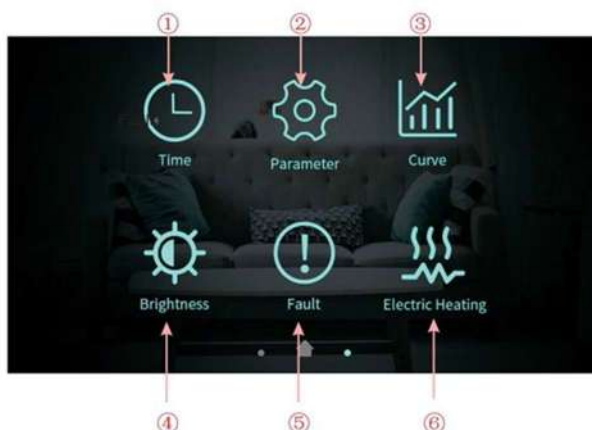 ① ② ③
Time Parameter Curve
Brightness Fault Electric Heating
④ ⑤ ⑥